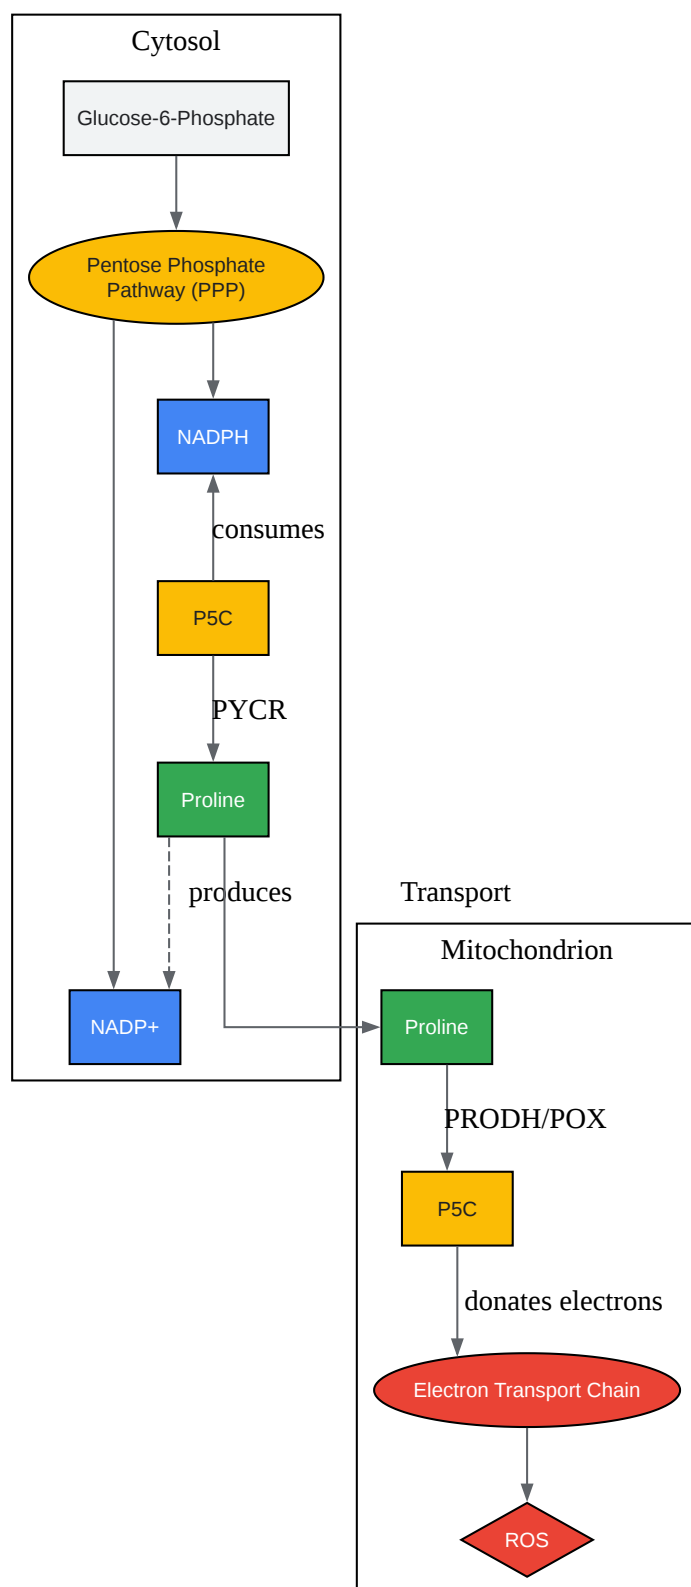 Cytosol
Glucose-6-Phosphate
Pentose Phosphate
Pathway (PPP)
NADPH
consumes
P5C
PYCR
Proline
produces
Transport
Mitochondrion
NADP+
Proline
PRODH/POX
P5C
donates electrons
Electron Transport Chain
ROS